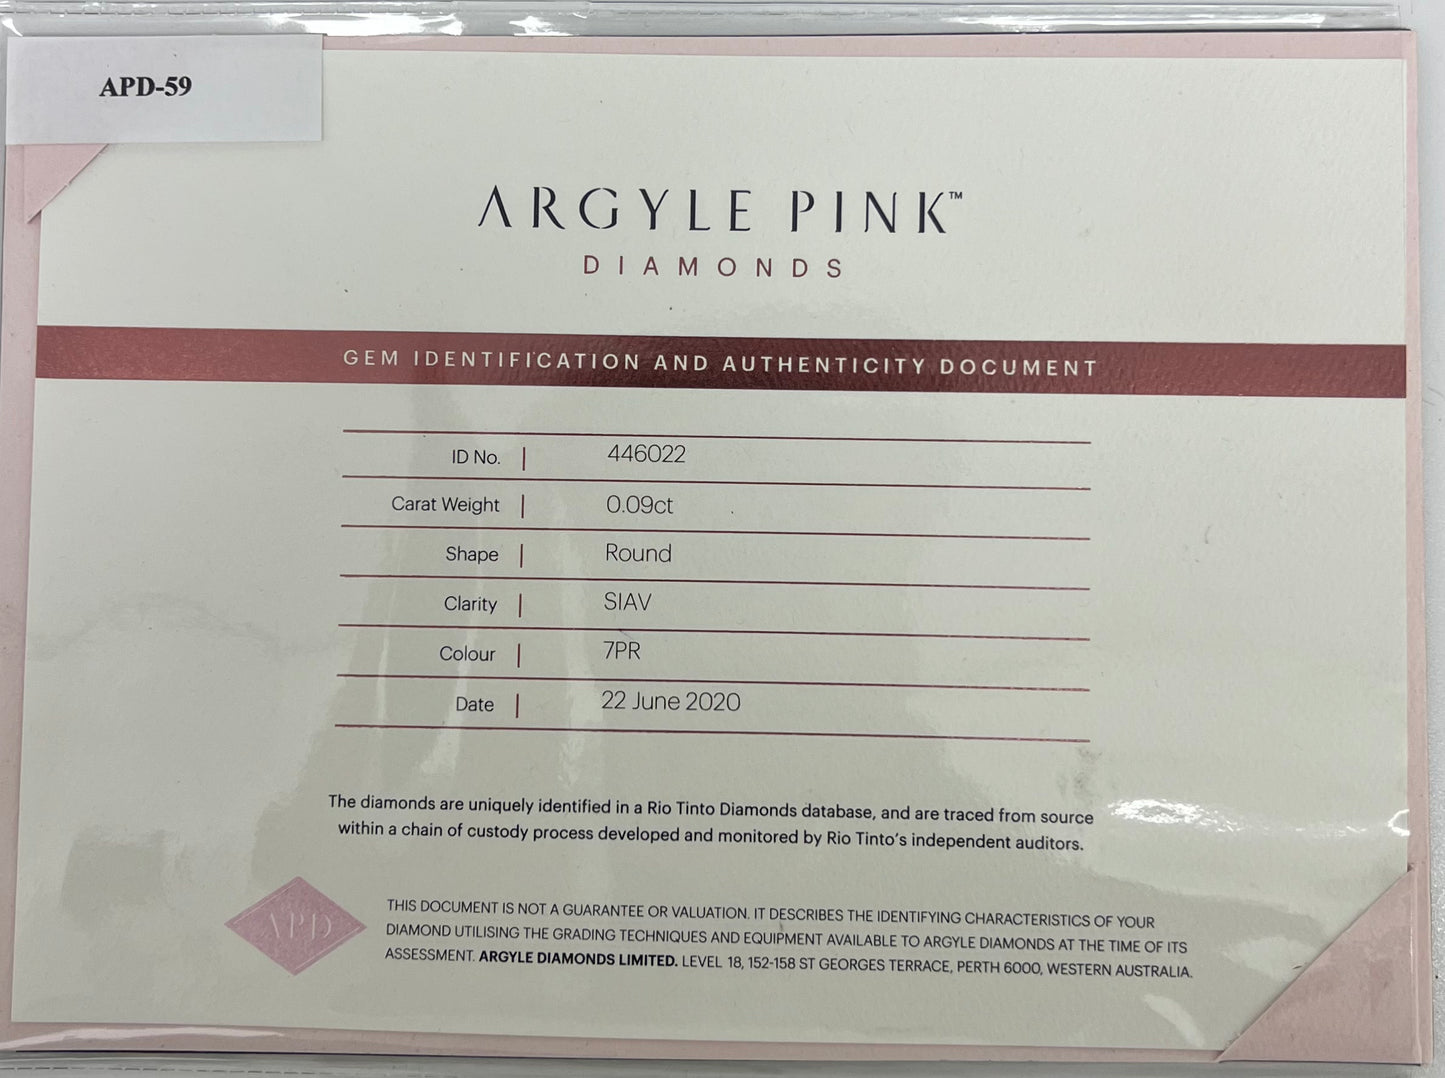 APD-59
ARGYLE PINK™
DIAMONDS
GEM IDENTIFICATION AND AUTHENTICITY DOCUMENT
ID No. | 446022
Carat Weight | 0.09ct
Shape | Round
Clarity | SIAV
Colour | 7PR
Date | 22 June 2020
The diamonds are uniquely identified in a Rio Tinto Diamonds database, and are traced from source
within a chain of custody process developed and monitored by Rio Tinto's independent auditors.
APD
THIS DOCUMENT IS NOT A GUARANTEE OR VALUATION. IT DESCRIBES THE IDENTIFYING CHARACTERISTICS OF YOUR
DIAMOND UTILISING THE GRADING TECHNIQUES AND EQUIPMENT AVAILABLE TO ARGYLE DIAMONDS AT THE TIME OF ITS
ASSESSMENT. ARGYLE DIAMONDS LIMITED. LEVEL 18, 152-158 ST GEORGES TERRACE, PERTH 6000, WESTERN AUSTRALIA.